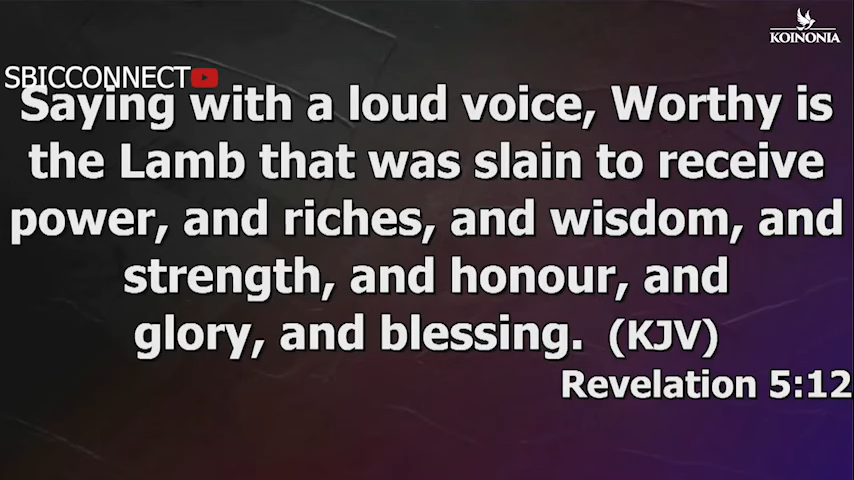 KOINONIA
SBICCONNECT
Saying with a loud voice, Worthy is
the Lamb that was slain to receive
power, and riches, and wisdom, and
strength, and honour, and
glory, and blessing. (KJV)
Revelation 5:12